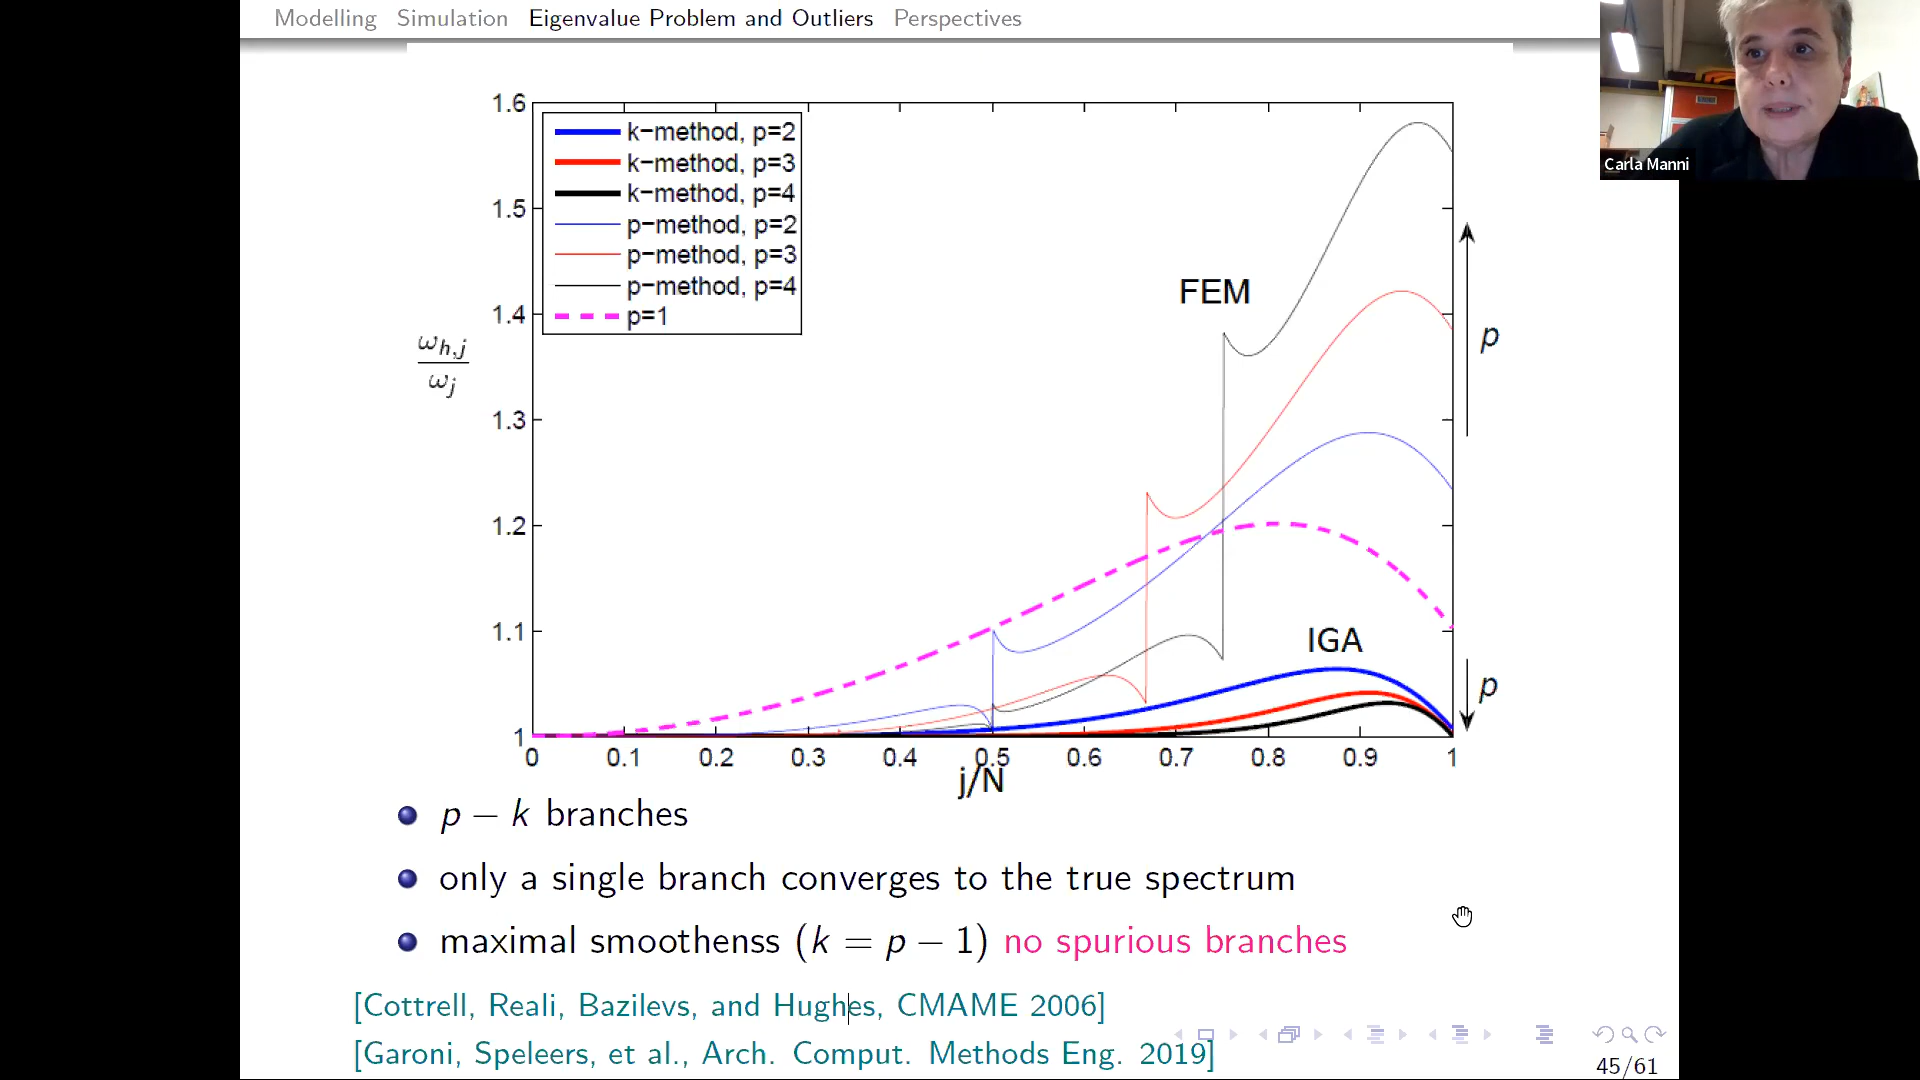 Modelling Simulation Eigenvalue Problem and Outliers Perspectives
Carla Manni
1.6
1.5
1.4
1.3
1.2
1.1
1
k−method, p=2
k−method, p=3
k−method, p=4
p−method, p=2
p−method, p=3
p−method, p=4
p=1
FEM
p
ω_{h,j}
ω_j
IGA
p
0 0.1 0.2 0.3 0.4 0.5 0.6 0.7 0.8 0.9 1
j/N
p − k branches
only a single branch converges to the true spectrum
maximal smoothenss (k = p − 1) no spurious branches
[Cottrell, Reali, Bazilevs, and Hughes, CMAME 2006]
[Garoni, Speleers, et al., Arch. Comput. Methods Eng. 2019]
45/61